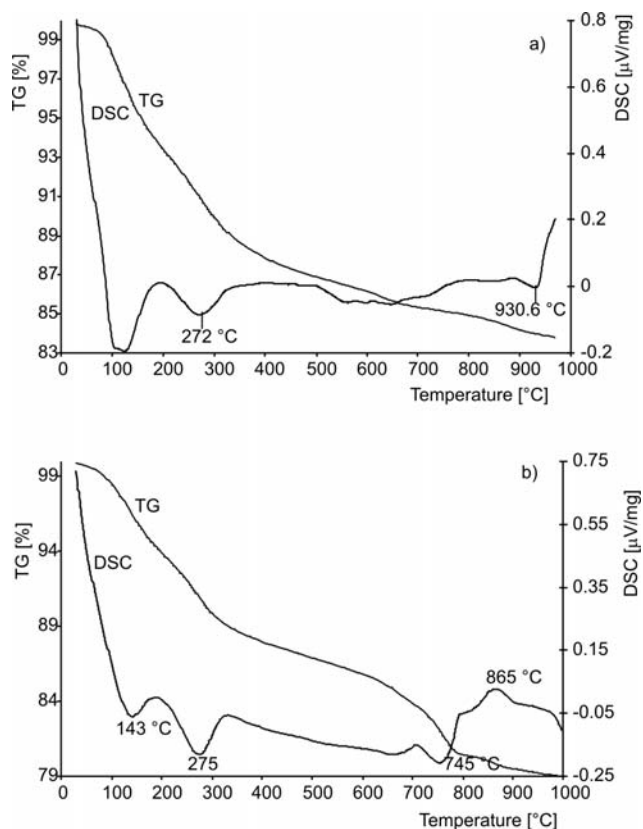 a)
TG [%]
DSC [µV/mg]
99
97
95
93
91
89
87
85
83
0.8
0.6
0.4
0.2
0
-0.2
TG
DSC
272 °C
930.6 °C
0 100 200 300 400 500 600 700 800 900 1000
Temperature [°C]
b)
TG [%]
DSC [µV/mg]
99
94
89
84
79
0.75
0.55
0.35
0.15
-0.05
-0.25
TG
DSC
143 °C
275
745 °C
865 °C
0 100 200 300 400 500 600 700 800 900 1000
Temperature [°C]